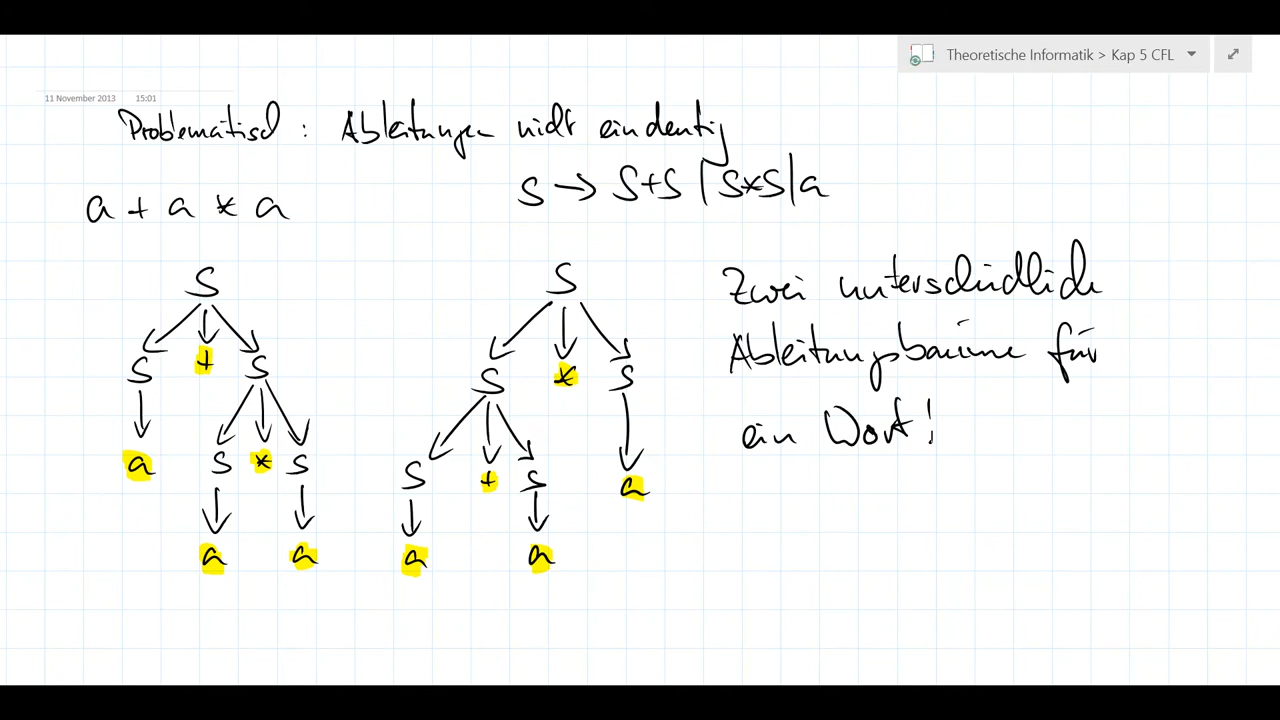 Theoretische Informatik > Kap 5 CFL
11 November 2013 15:01
Problematisch : Ableitungen nicht eindeutig
S → S+S | S*S | a
a + a * a
S S
S + S S * S
a S * S S + S a
a a a a
Zwei unterschiedliche
Ableitungsbäume für
ein Wort!